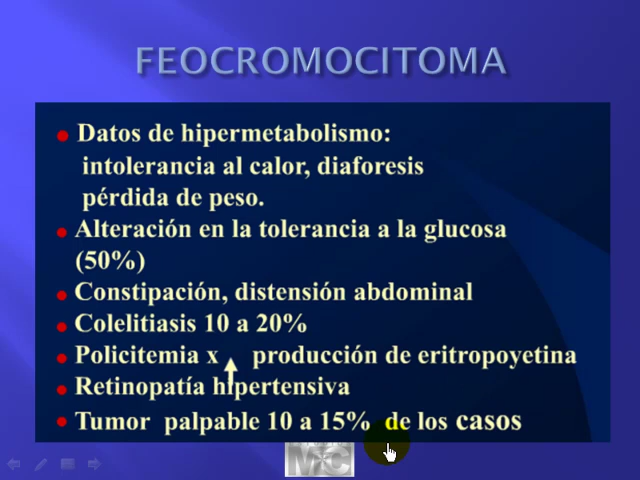 FEOCROMOCITOMA
• Datos de hipermetabolismo:
intolerancia al calor, diaforesis
pérdida de peso.
• Alteración en la tolerancia a la glucosa
(50%)
• Constipación, distensión abdominal
• Colelitiasis 10 a 20%
• Policitemia x ↑ producción de eritropoyetina
• Retinopatía hipertensiva
• Tumor palpable 10 a 15% de los casos
MC